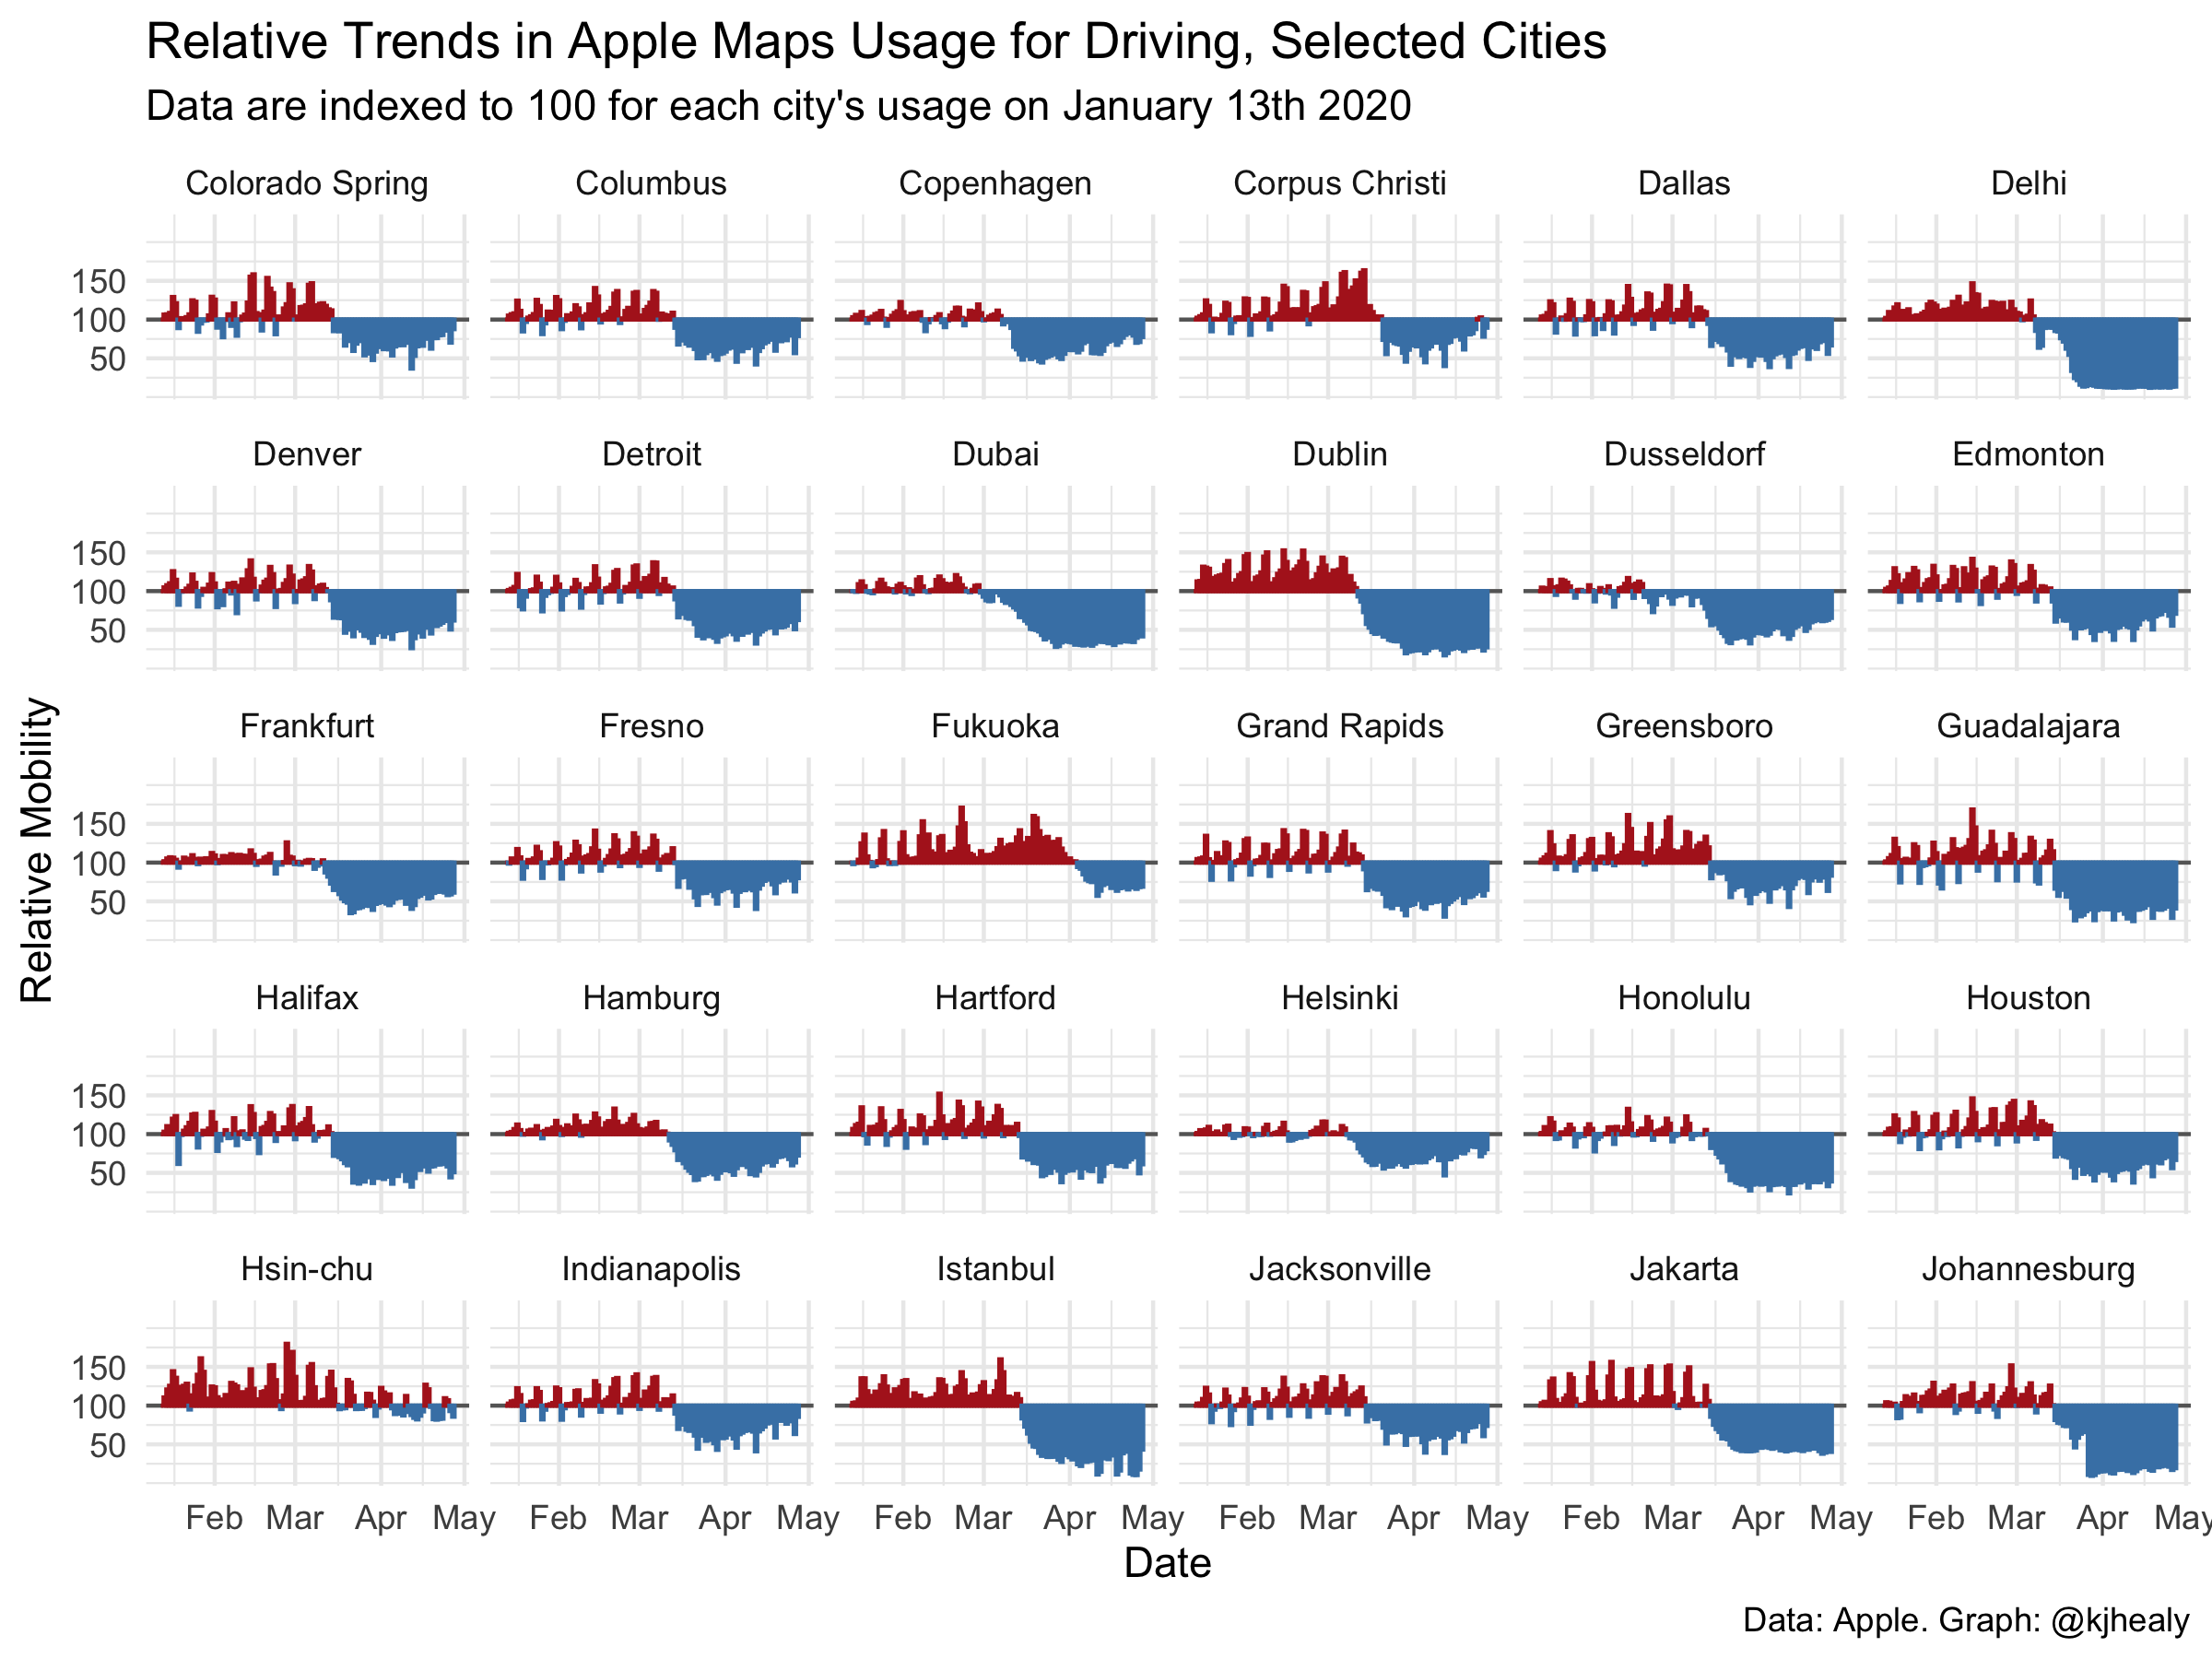 Relative Trends in Apple Maps Usage for Driving, Selected Cities
Data are indexed to 100 for each city's usage on January 13th 2020
Colorado Spring Columbus Copenhagen Corpus Christi Dallas Delhi
150
100
50
Denver Detroit Dubai Dublin Dusseldorf Edmonton
150
100
50
Frankfurt Fresno Fukuoka Grand Rapids Greensboro Guadalajara
150
100
50
Relative Mobility
Halifax Hamburg Hartford Helsinki Honolulu Houston
150
100
50
Hsin-chu Indianapolis Istanbul Jacksonville Jakarta Johannesburg
150
100
50
Feb Mar Apr May Feb Mar Apr May Feb Mar Apr May Feb Mar Apr May Feb Mar Apr May Feb Mar Apr May
Date
Data: Apple. Graph: @kjhealy